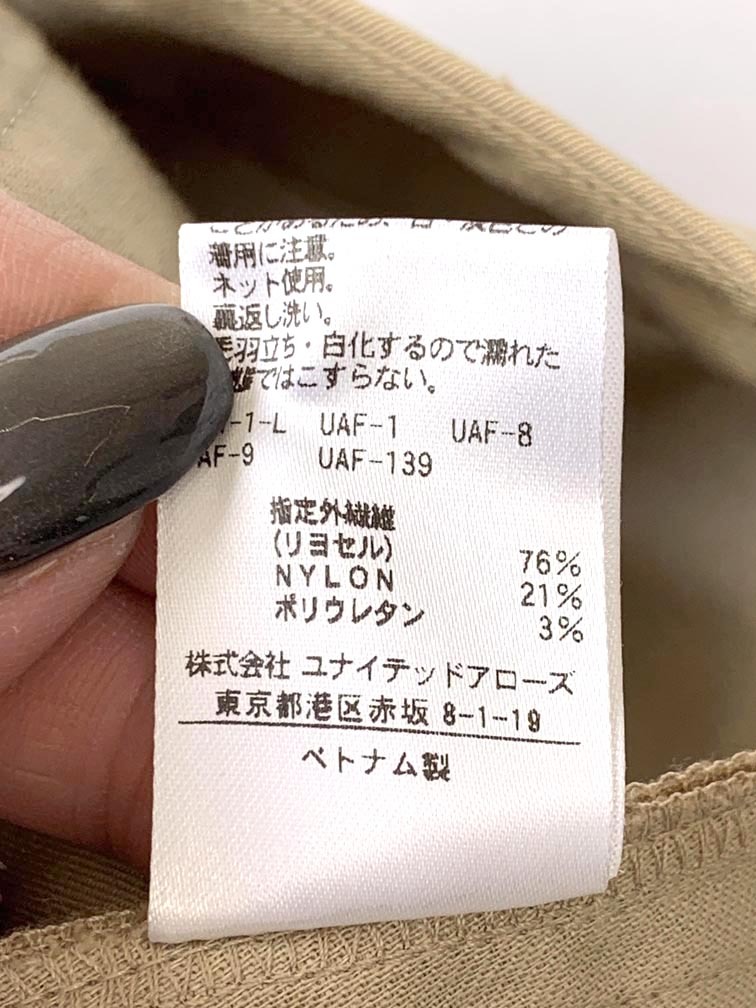 着用に注意。
ネット使用。
裏返し洗い。
毛羽立ち・白化するので濡れた
ではこすらない。
-1-L UAF-1 UAF-8
AF-9 UAF-139
指定外繊維
(リヨセル) 76%
NYLON 21%
ポリウレタン 3%
株式会社 ユナイテッドアローズ
東京都港区赤坂 8-1-19
ベトナム製